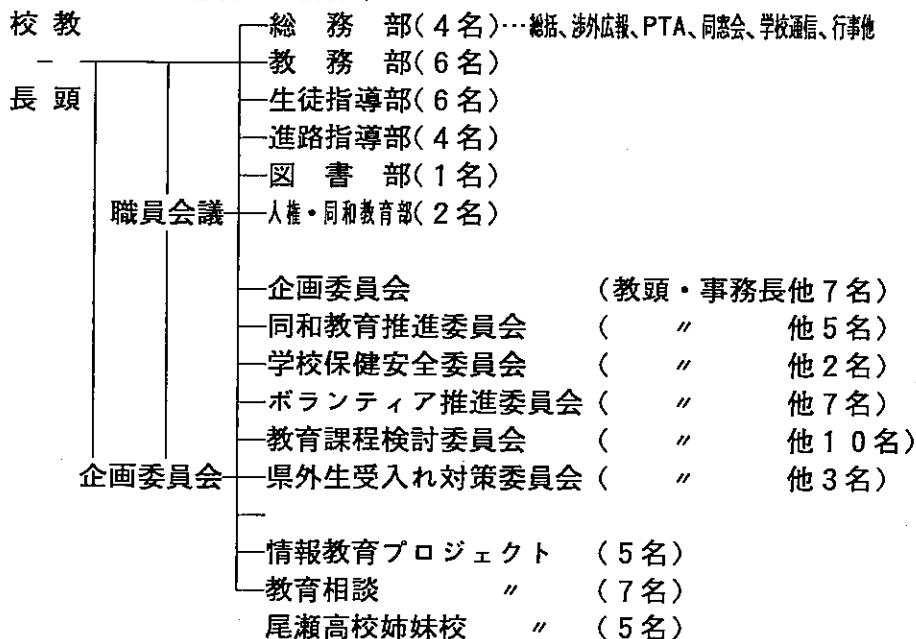 校 教 総 務 部(4名)…総括、渉外広報、PTA、同窓会、学校通信、行事他
教 務 部(6名)
長 頭 生徒指導部(6名)
進路指導部(4名)
図 書 部(1名)
職員会議 人権・同和教育部(2名)
企画委員会 (教頭・事務長他7名)
同和教育推進委員会 ( 〃 他5名)
学校保健安全委員会 ( 〃 他2名)
ボランティア推進委員会 ( 〃 他7名)
教育課程検討委員会 ( 〃 他10名)
企画委員会 県外生受入れ対策委員会 ( 〃 他3名)
情報教育プロジェクト (5名)
教育相談 〃 (7名)
尾瀬高校姉妹校 〃 (5名)